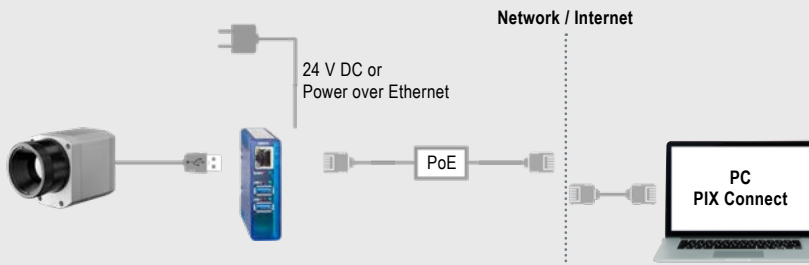 Network / Internet
24 V DC or
Power over Ethernet
PoE
PC
PIX Connect